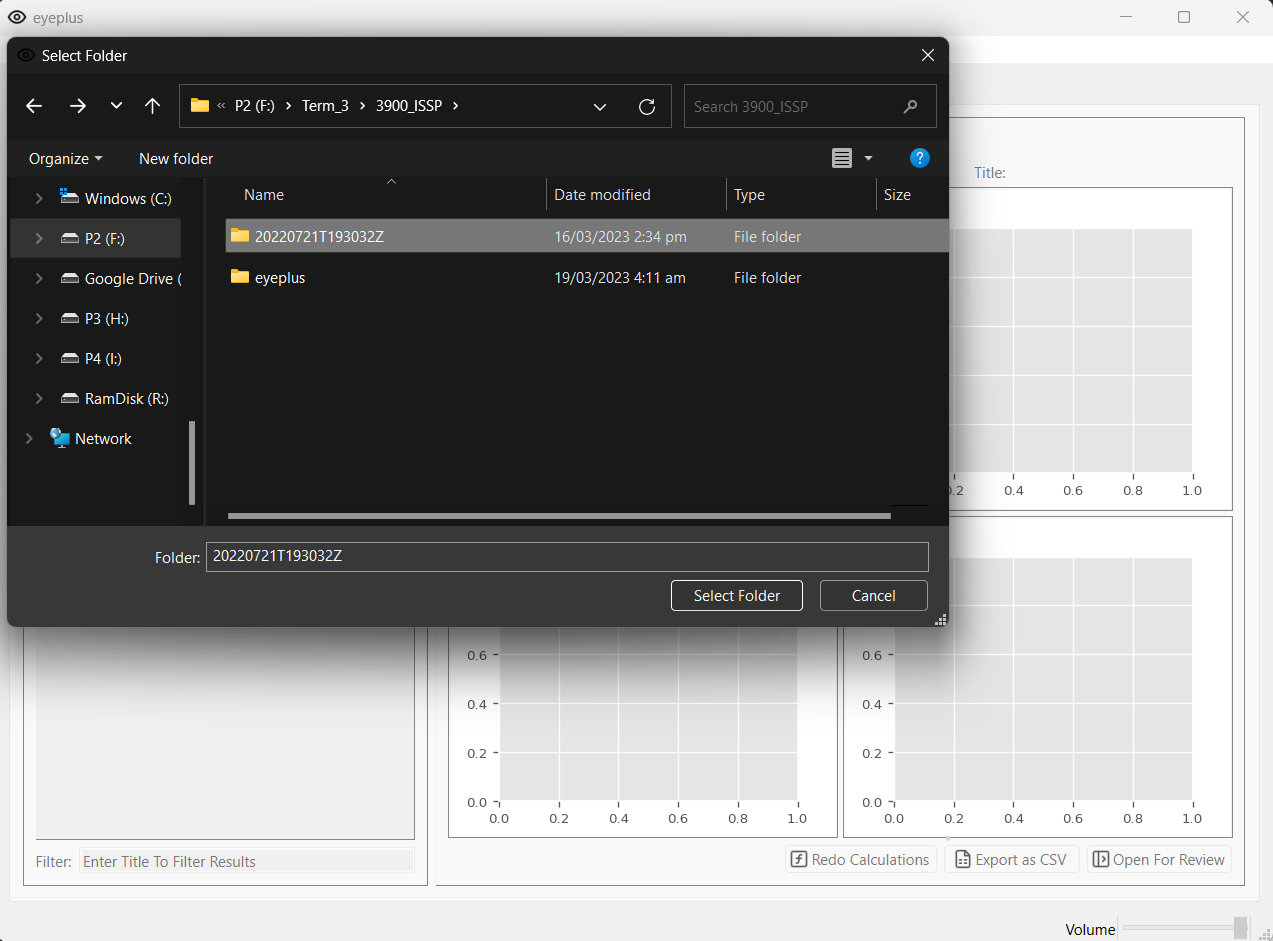 eyeplus
Select Folder
« P2 (F:) › Term_3 › 3900_ISSP ›
Search 3900_ISSP
Organize
New folder
?
Title:
Name
Date modified
Type
Size
Windows (C:)
P2 (F:)
Google Drive (
P3 (H:)
P4 (I:)
RamDisk (R:)
Network
20220721T193032Z 16/03/2023 2:34 pm File folder
eyeplus 19/03/2023 4:11 am File folder
0.2 0.4 0.6 0.8 1.0
Folder: 20220721T193032Z
Select Folder
Cancel
0.6
0.4
0.2
0.0
0.0 0.2 0.4 0.6 0.8 1.0
0.6
0.4
0.2
0.0
0.0 0.2 0.4 0.6 0.8 1.0
Filter: Enter Title To Filter Results
Redo Calculations
Export as CSV
Open For Review
Volume